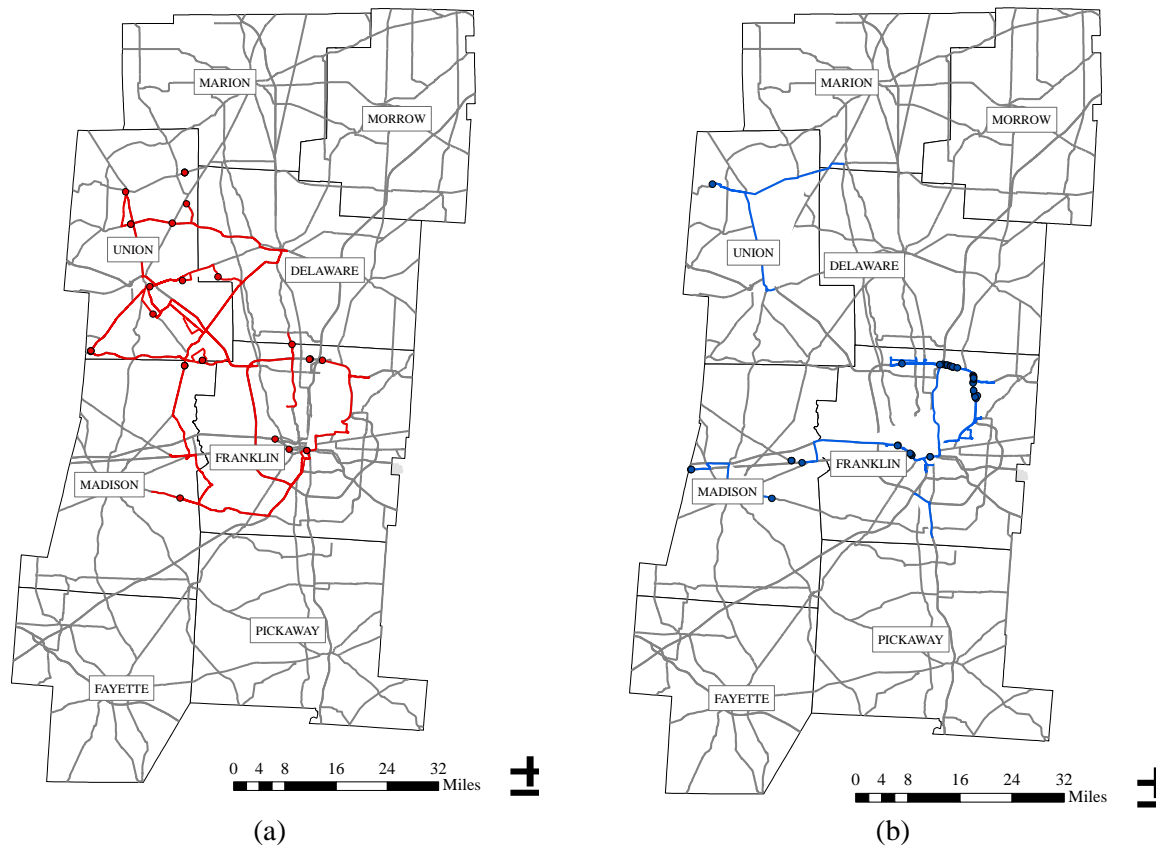 MARION
MORROW
UNION
DELAWARE
FRANKLIN
MADISON
PICKAWAY
FAYETTE
0 4 8 16 24 32
Miles
(a)
MARION
MORROW
UNION
DELAWARE
FRANKLIN
MADISON
PICKAWAY
FAYETTE
0 4 8 16 24 32
Miles
(b)